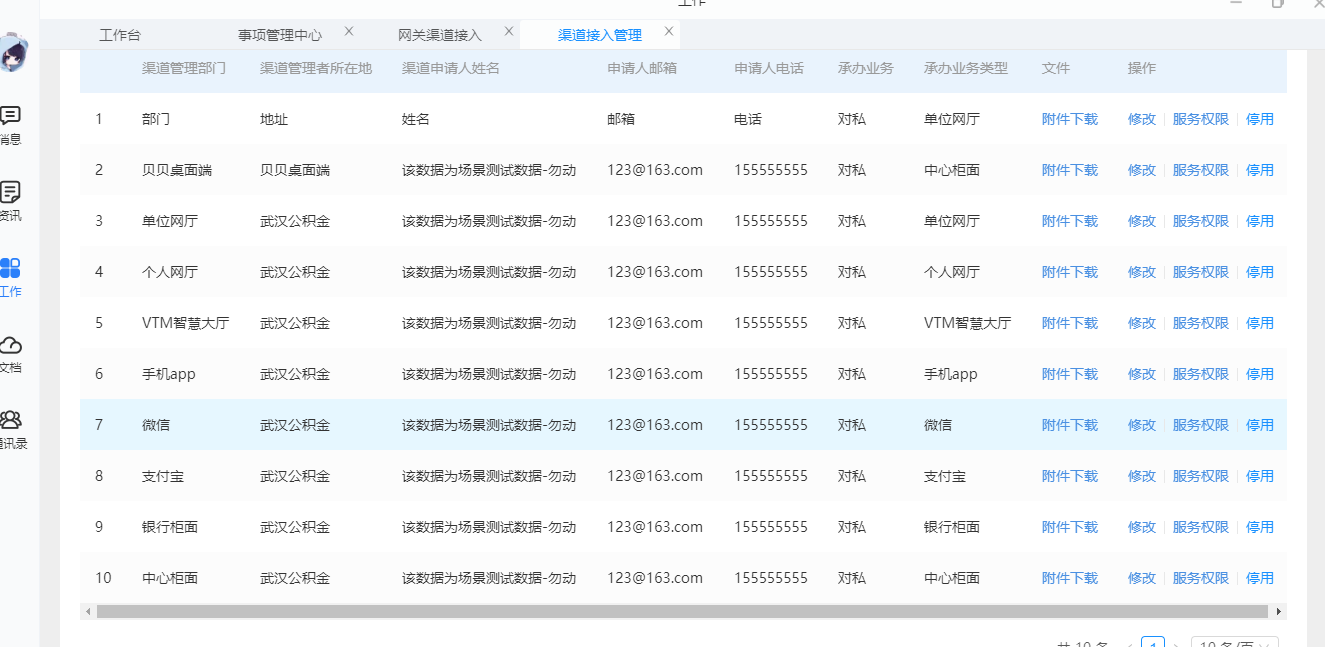 工作
工作台 事项管理中心 网关渠道接入 渠道接入管理
消息
资讯
工作
文档
通讯录
渠道管理部门 渠道管理者所在地 渠道申请人姓名 申请人邮箱 申请人电话 承办业务 承办业务类型 文件 操作
1 部门 地址 姓名 邮箱 电话 对私 单位网厅 附件下载 修改 服务权限 停用
2 贝贝桌面端 贝贝桌面端 该数据为场景测试数据-勿动 123@163.com 155555555 对私 中心柜面 附件下载 修改 服务权限 停用
3 单位网厅 武汉公积金 该数据为场景测试数据-勿动 123@163.com 155555555 对私 单位网厅 附件下载 修改 服务权限 停用
4 个人网厅 武汉公积金 该数据为场景测试数据-勿动 123@163.com 155555555 对私 个人网厅 附件下载 修改 服务权限 停用
5 VTM智慧大厅 武汉公积金 该数据为场景测试数据-勿动 123@163.com 155555555 对私 VTM智慧大厅 附件下载 修改 服务权限 停用
6 手机app 武汉公积金 该数据为场景测试数据-勿动 123@163.com 155555555 对私 手机app 附件下载 修改 服务权限 停用
7 微信 武汉公积金 该数据为场景测试数据-勿动 123@163.com 155555555 对私 微信 附件下载 修改 服务权限 停用
8 支付宝 武汉公积金 该数据为场景测试数据-勿动 123@163.com 155555555 对私 支付宝 附件下载 修改 服务权限 停用
9 银行柜面 武汉公积金 该数据为场景测试数据-勿动 123@163.com 155555555 对私 银行柜面 附件下载 修改 服务权限 停用
10 中心柜面 武汉公积金 该数据为场景测试数据-勿动 123@163.com 155555555 对私 中心柜面 附件下载 修改 服务权限 停用
共 10 条 1 10 条/页